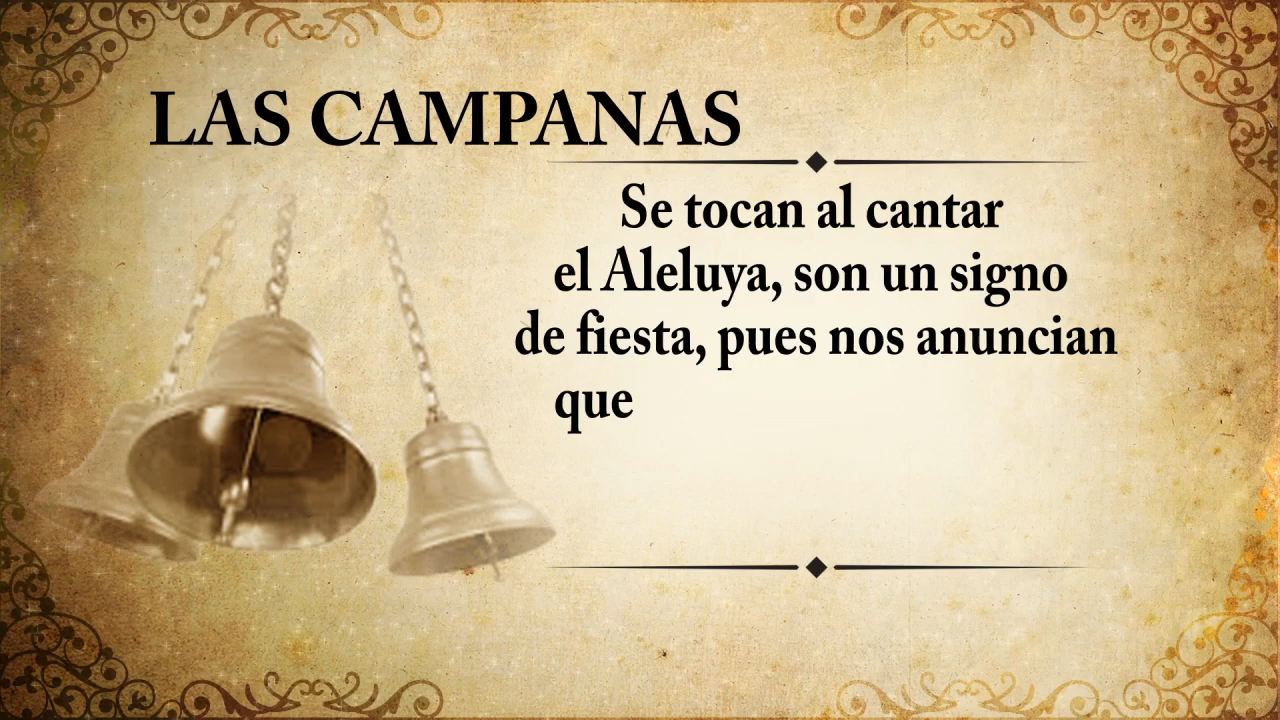 LAS CAMPANAS
Se tocan al cantar
el Aleluya, son un signo
de fiesta, pues nos anuncian
que